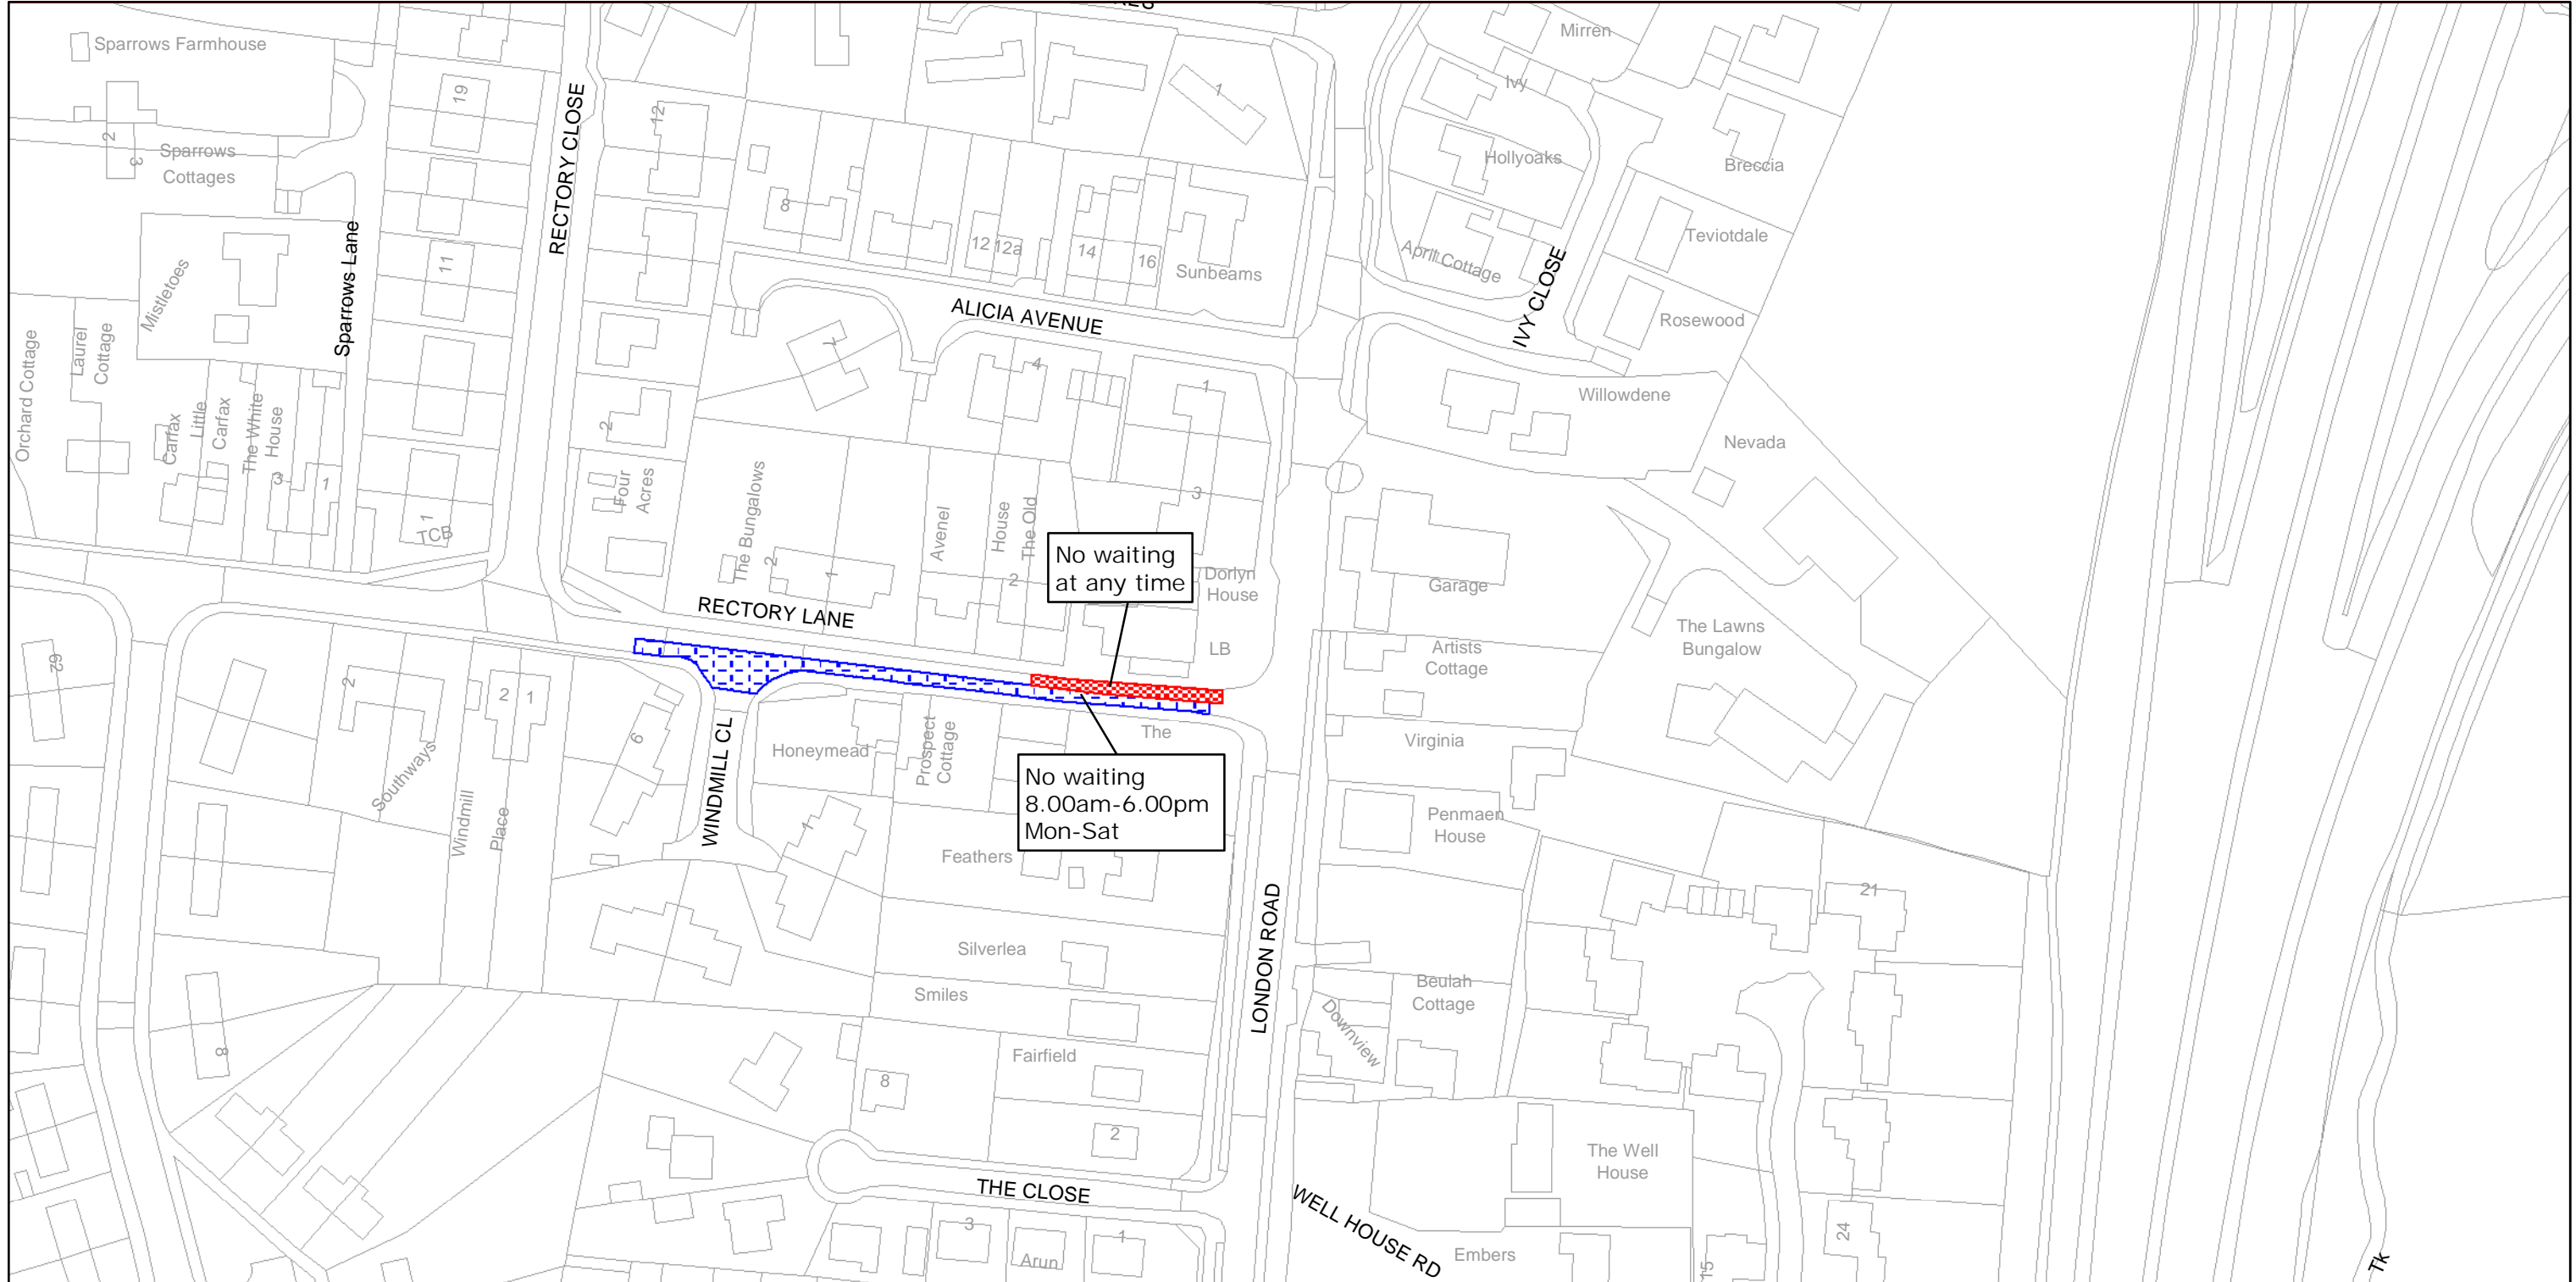 Sparrows Farmhouse
2
3
Sparrows
Cottages
19
RECTORY CLOSE
12
8
12
12a
14
16
Sunbeams
1
Mirren
Ivy
Hollyoaks
Breccia
April Cottage
IVY CLOSE
Teviotdale
Rosewood
Willowdene
Nevada
Mistletoes
Sparrows Lane
11
ALICIA AVENUE
7
4
1
3
Orchard Cottage
Laurel
Cottage
Carfax
Little
Carfax
The White
House
3
1
1
TCB
2
Four
Acres
The Bungalows
2
1
Avenel
House
The Old
2
No waiting
at any time
Dorlyn
House
LB
Garage
The Lawns
Bungalow
Artists
Cottage
RECTORY LANE
62
2
Southways
2
1
Windmill
Place
6
WINDMILL CL
Honeymead
Prospect
Cottage
The
No waiting
8.00am-6.00pm
Mon-Sat
Virginia
Penmaen
House
1
Feathers
Silverlea
Smiles
Fairfield
LONDON ROAD
Beulah
Cottage
Downview
21
8
8
2
THE CLOSE
3
Arun
1
WELL HOUSE RD
The Well
House
Embers
15
24
Tk